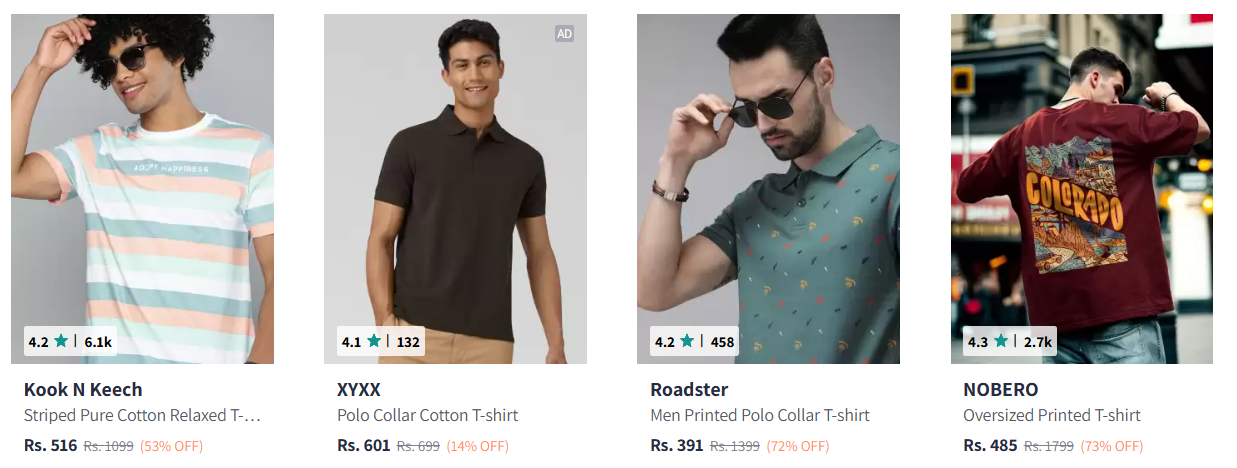 AD
ADOPT HAPPINESS
COLORADO
4.2 ★ | 6.1k
4.1 ★ | 132
4.2 ★ | 458
4.3 ★ | 2.7k
Kook N Keech
Striped Pure Cotton Relaxed T-...
Rs. 516 Rs. 1099 (53% OFF)
XYXX
Polo Collar Cotton T-shirt
Rs. 601 Rs. 699 (14% OFF)
Roadster
Men Printed Polo Collar T-shirt
Rs. 391 Rs. 1399 (72% OFF)
NOBERO
Oversized Printed T-shirt
Rs. 485 Rs. 1799 (73% OFF)